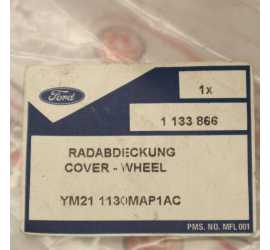 Ford
1x
1 133 866
RADABDECKUNG
COVER - WHEEL
YM21 1130MAP1AC
PMS. NO. MFL 001